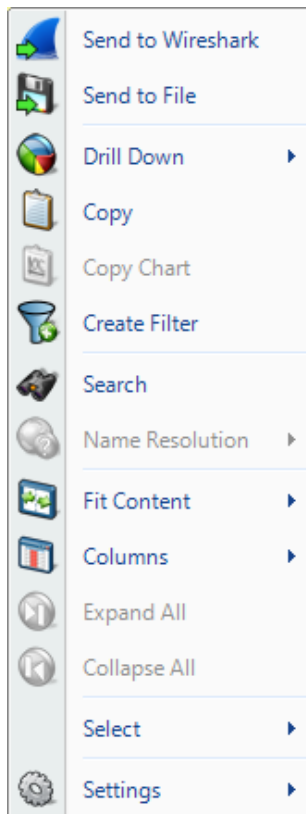 Send to Wireshark
Send to File
Drill Down
Copy
Copy Chart
Create Filter
Search
Name Resolution
Fit Content
Columns
Expand All
Collapse All
Select
Settings